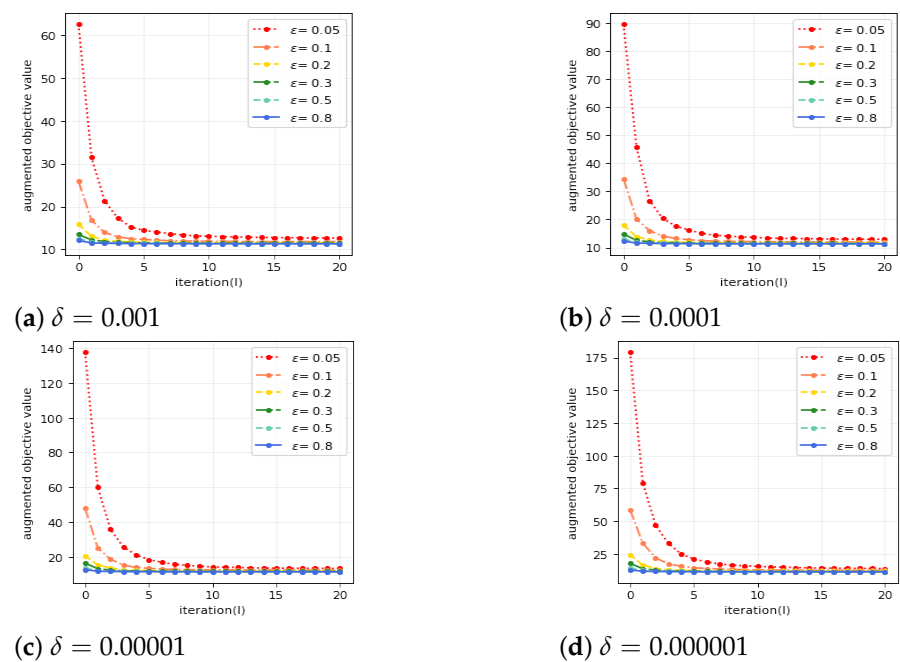 60
50
40
30
20
10
0
5
10
15
20
augmented objective value
iteration(l)
ε= 0.05
ε= 0.1
ε= 0.2
ε= 0.3
ε= 0.5
ε= 0.8
(a) δ = 0.001
90
80
70
60
50
40
30
20
10
0
5
10
15
20
augmented objective value
iteration(l)
ε= 0.05
ε= 0.1
ε= 0.2
ε= 0.3
ε= 0.5
ε= 0.8
(b) δ = 0.0001
140
120
100
80
60
40
20
0
5
10
15
20
augmented objective value
iteration(l)
ε= 0.05
ε= 0.1
ε= 0.2
ε= 0.3
ε= 0.5
ε= 0.8
(c) δ = 0.00001
175
150
125
100
75
50
25
0
5
10
15
20
augmented objective value
iteration(l)
ε= 0.05
ε= 0.1
ε= 0.2
ε= 0.3
ε= 0.5
ε= 0.8
(d) δ = 0.000001